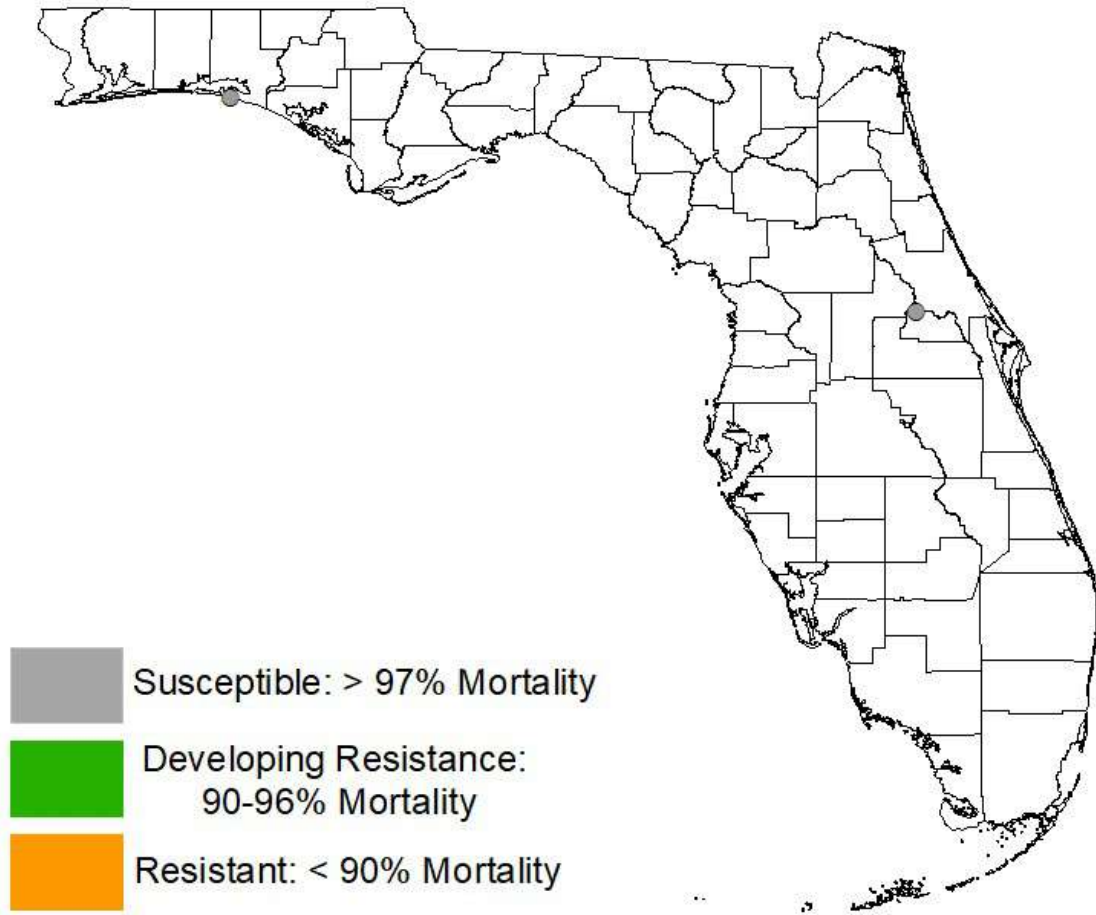 Susceptible: > 97% Mortality
Developing Resistance:
90-96% Mortality
Resistant: < 90% Mortality